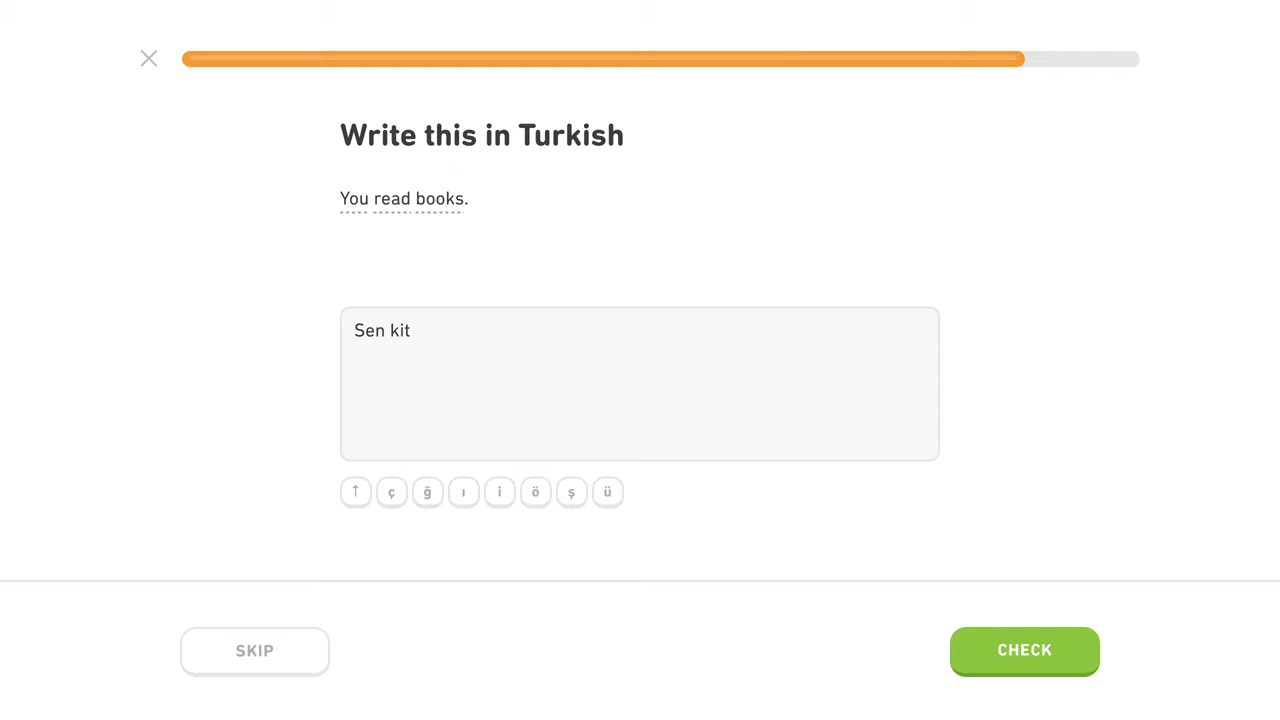 Write this in Turkish
You read books.
Sen kit
↑ ç ğ ı i ö ş ü
SKIP
CHECK